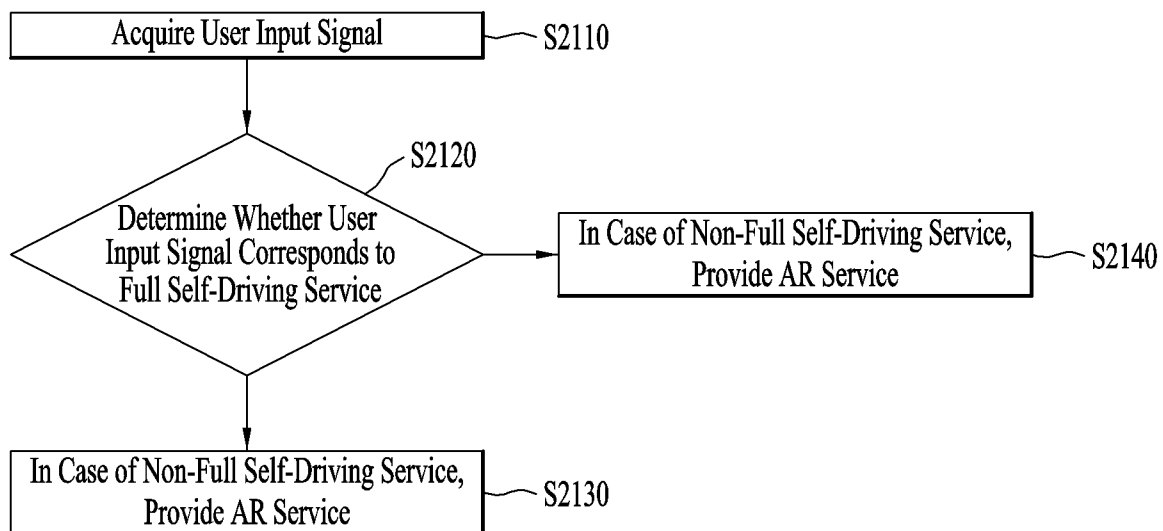 Acquire User Input Signal
S2110
S2120
Determine Whether User
Input Signal Corresponds to
Full Self-Driving Service
In Case of Non-Full Self-Driving Service,
Provide AR Service
S2140
In Case of Non-Full Self-Driving Service,
Provide AR Service
S2130